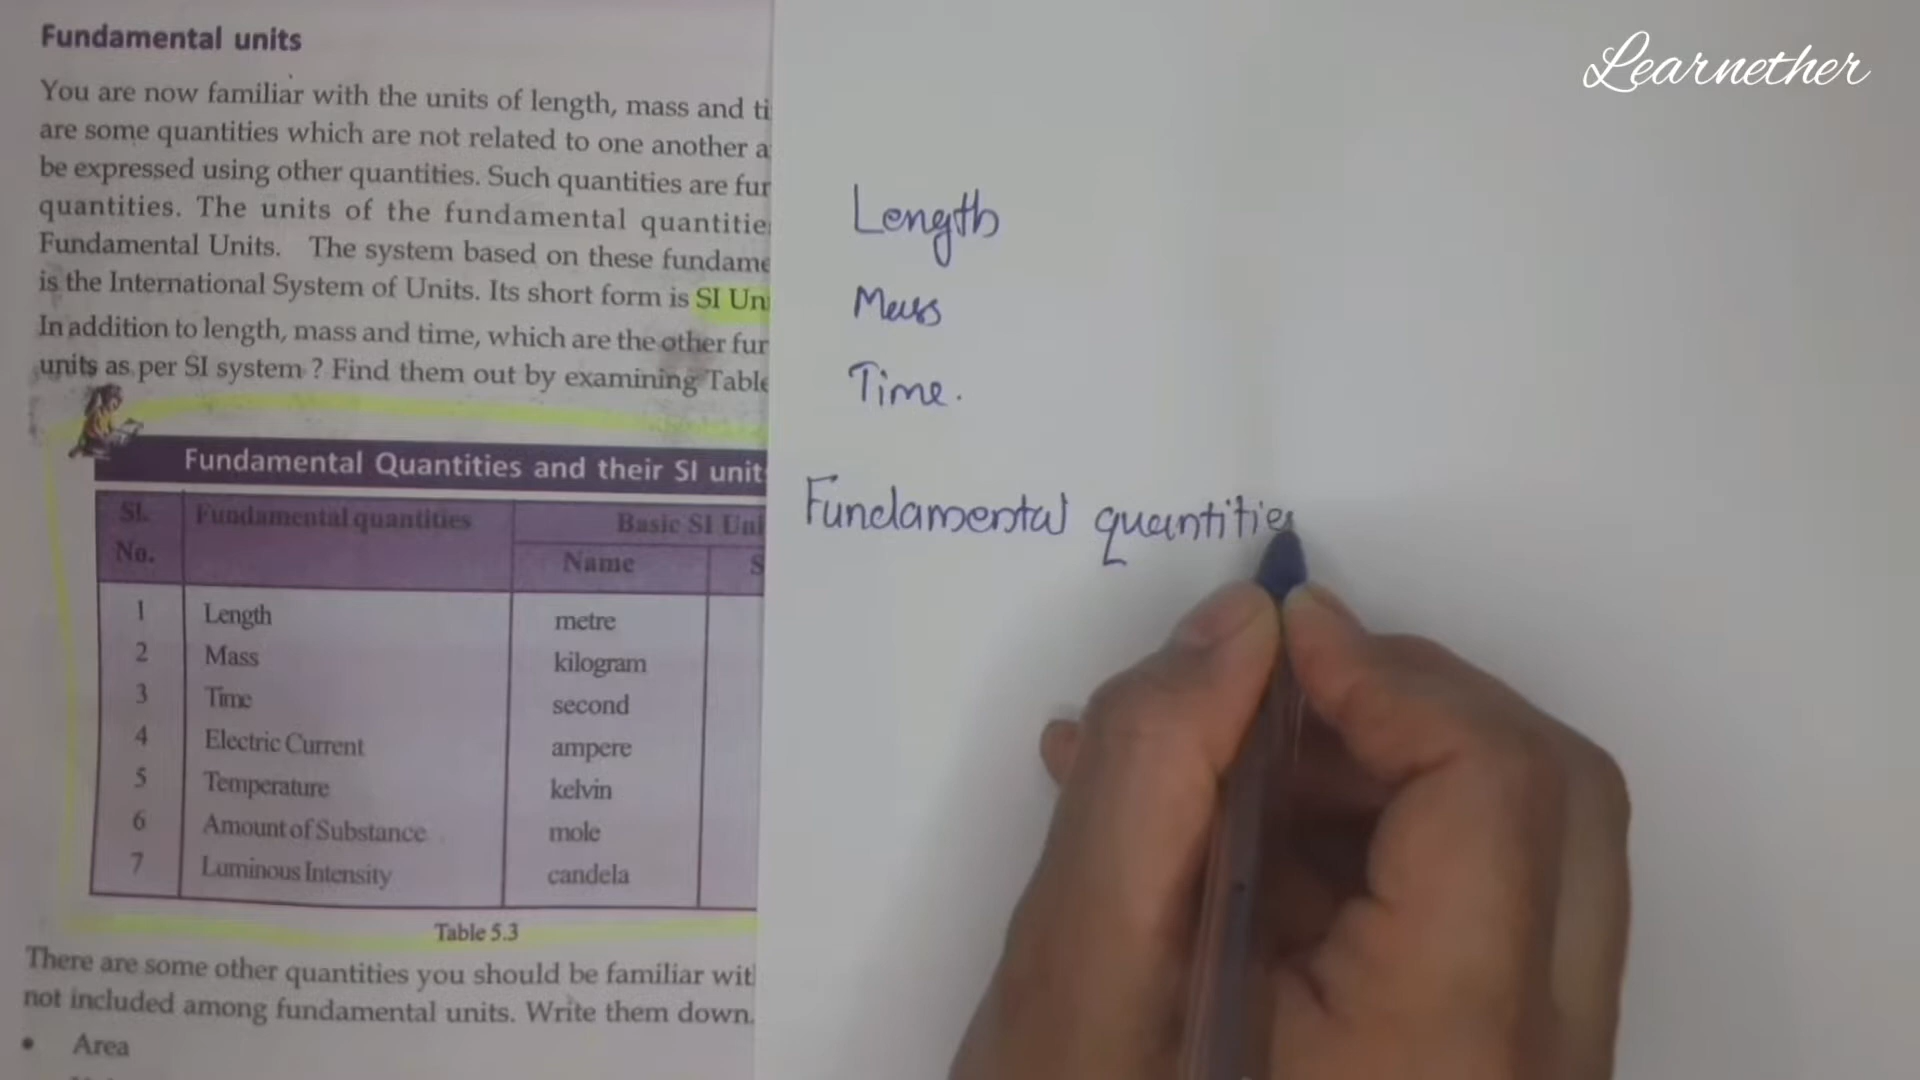 Fundamental units
You are now familiar with the units of length, mass and ti
are some quantities which are not related to one another a
be expressed using other quantities. Such quantities are fur
quantities. The units of the fundamental quantitie
Fundamental Units. The system based on these fundame
is the International System of Units. Its short form is SI Un
In addition to length, mass and time, which are the other fur
units as per SI system ? Find them out by examining Table
Fundamental Quantities and their SI unit
Sl. No. Fundamental quantities Basic SI Uni
Name S
1 Length metre
2 Mass kilogram
3 Time second
4 Electric Current ampere
5 Temperature kelvin
6 Amount of Substance mole
7 Luminous Intensity candela
Table 5.3
There are some other quantities you should be familiar wit
not included among fundamental units. Write them down.
• Area
Learnether
Length
Mass
Time.
Fundamental quantities